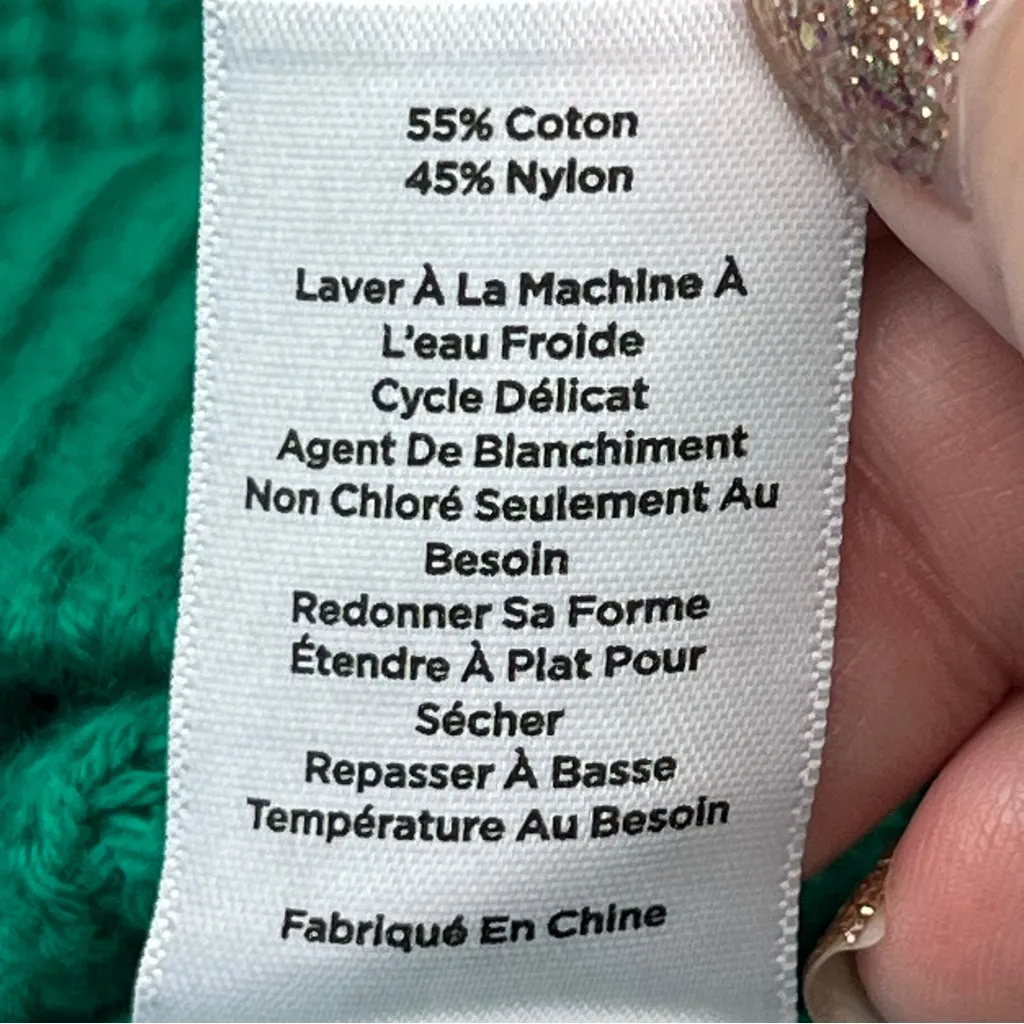 55% Coton
45% Nylon
Laver À La Machine À
L'eau Froide
Cycle Délicat
Agent De Blanchiment
Non Chloré Seulement Au
Besoin
Redonner Sa Forme
Étendre À Plat Pour
Sécher
Repasser À Basse
Température Au Besoin
Fabriqué En Chine